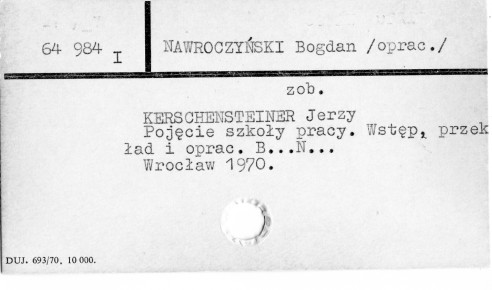 64 984 I
NAWROCZYŃSKI Bogdan /oprac./
zob.
KERSCHENSTEINER Jerzy
Pojęcie szkoły pracy. Wstęp, przek
ład i oprac. B...N...
Wrocław 1970.
DUJ. 693/70, 10 000.